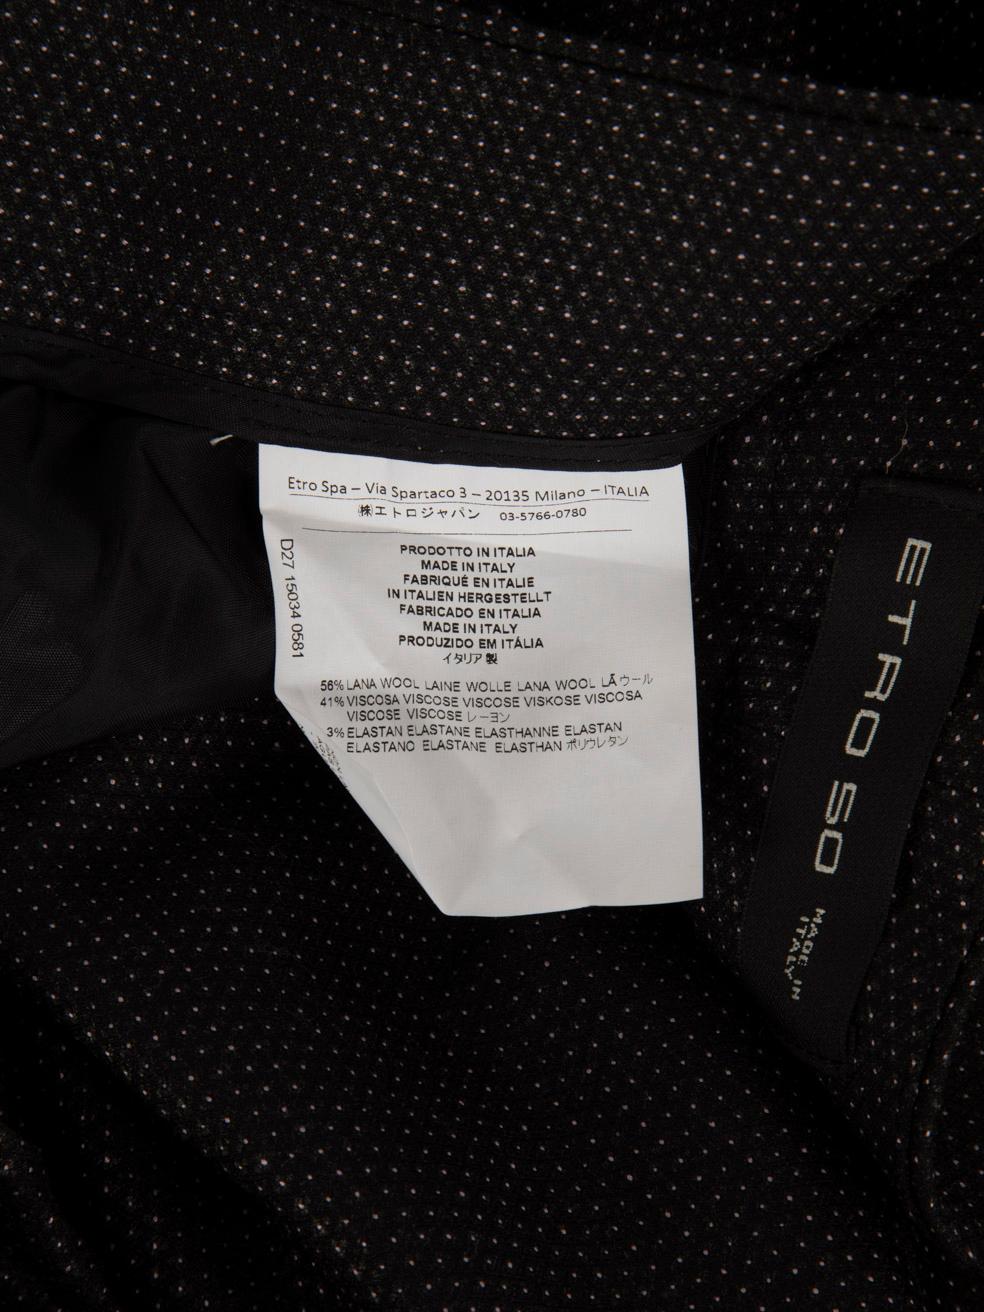 Etro Spa – Via Spartaco 3 – 20135 Milano – ITALIA
㈱エトロジャパン 03-5766-0780
D27 15034 0581
PRODOTTO IN ITALIA
MADE IN ITALY
FABRIQUÉ EN ITALIE
IN ITALIEN HERGESTELLT
FABRICADO EN ITALIA
MADE IN ITALY
PRODUZIDO EM ITÁLIA
イタリア製
56% LANA WOOL LAINE WOLLE LANA WOOL LÃ ウール
41% VISCOSA VISCOSE VISCOSE VISKOSE VISCOSA
VISCOSE VISCOSE レーヨン
3% ELASTAN ELASTANE ELASTHANNE ELASTAN
ELASTANO ELASTANE ELASTHAN ポリウレタン
ETRO SO
MADE IN
ITALY